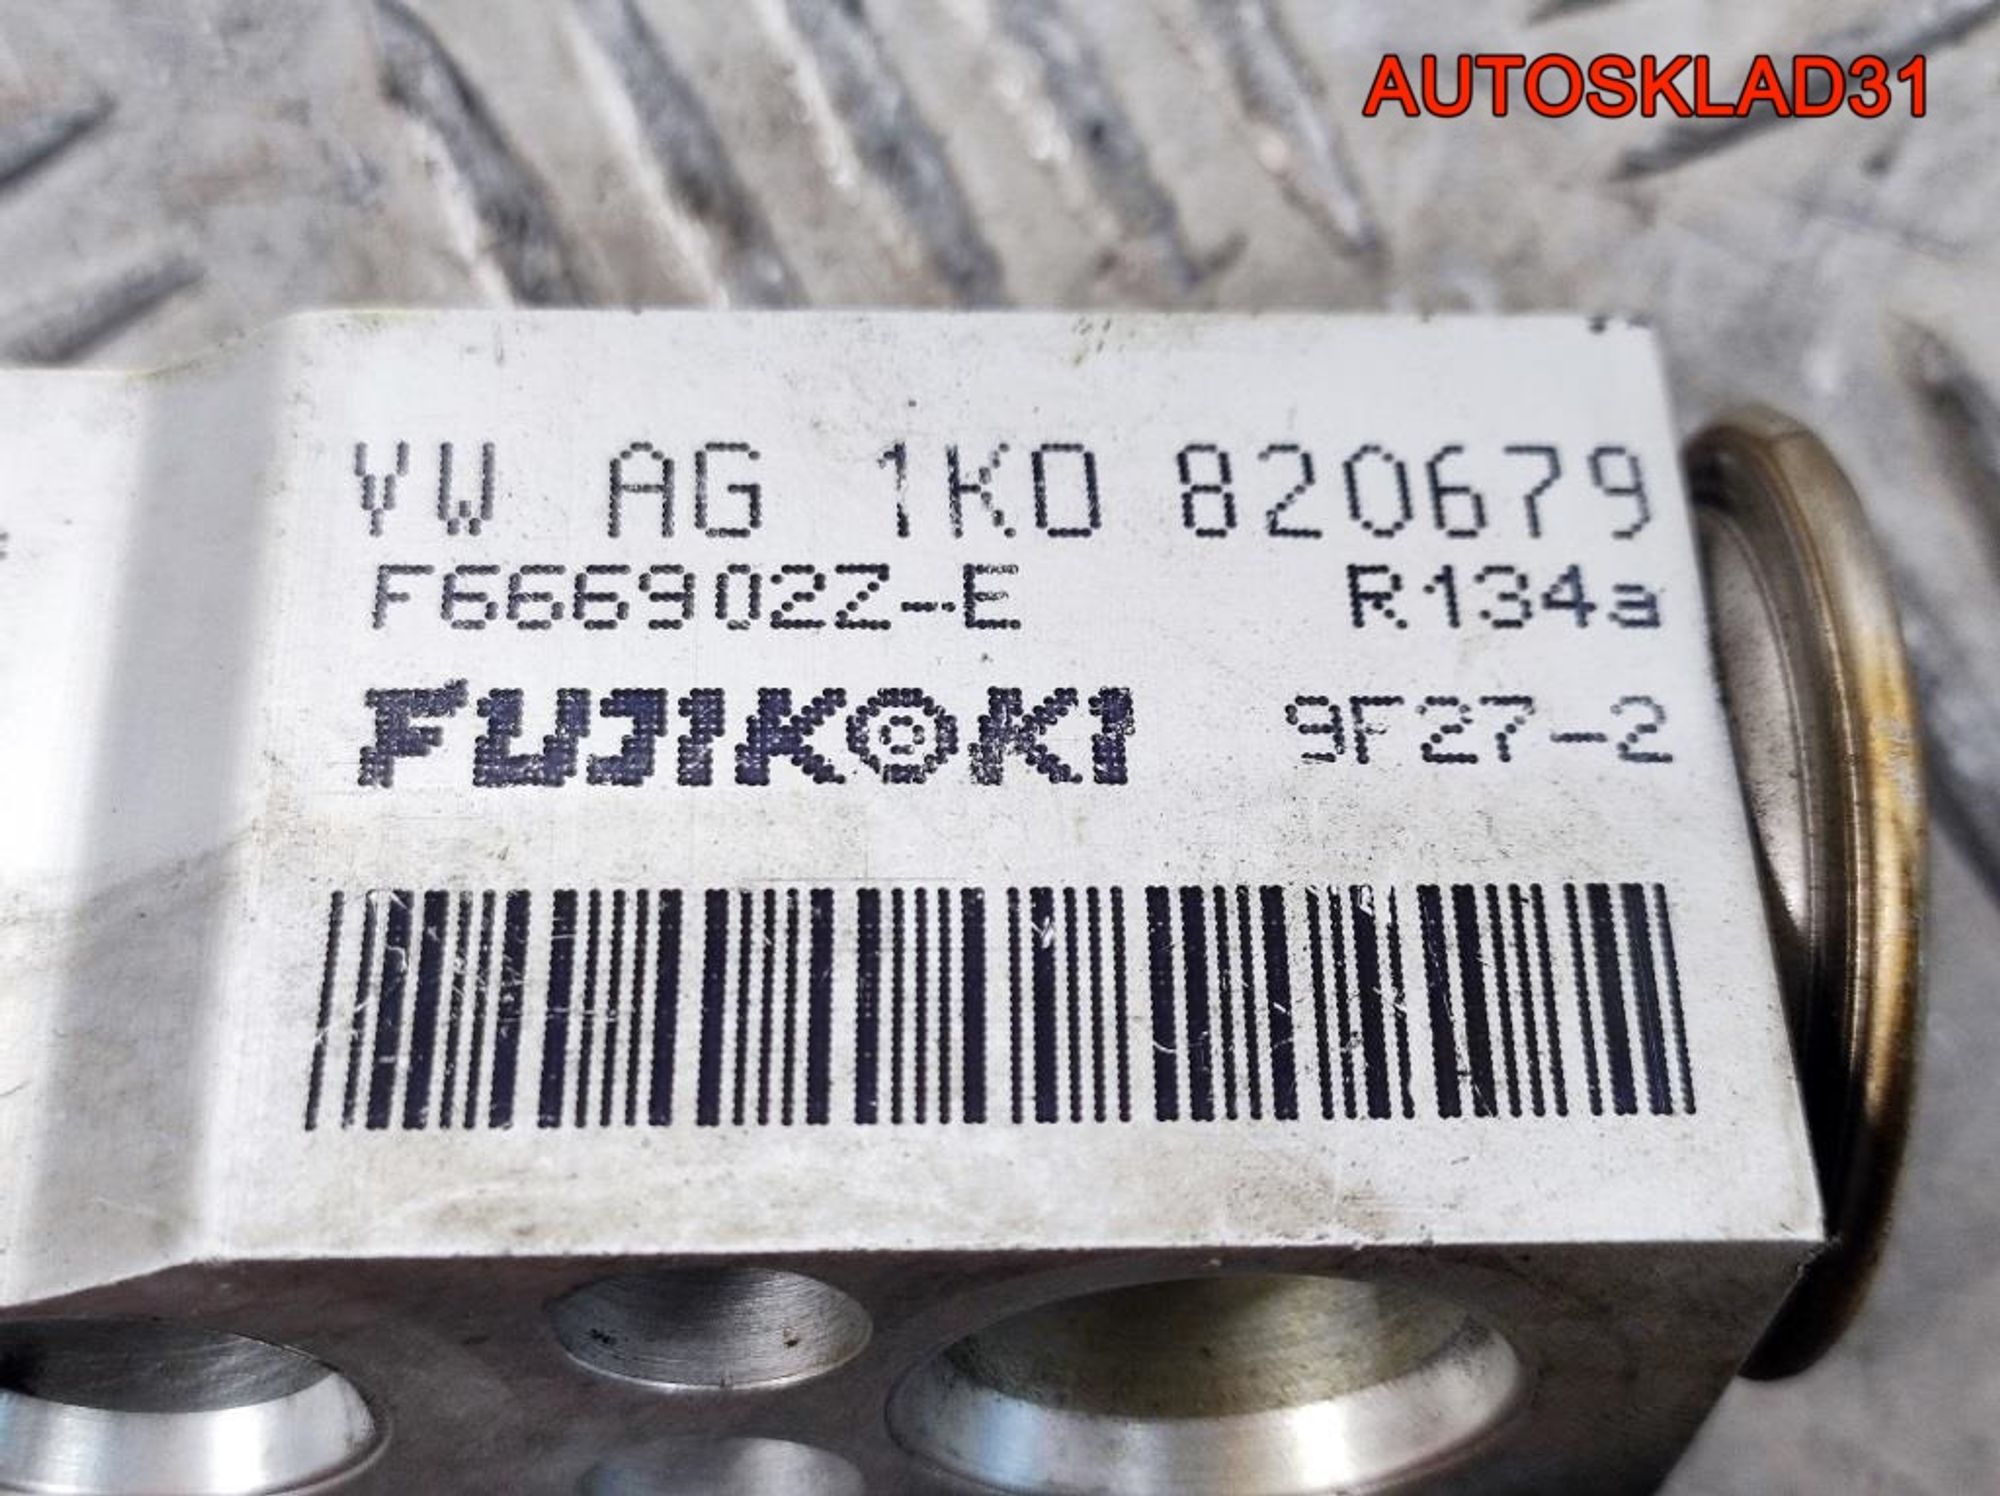 AUTOSKLAD31
VW AG 1K0 820679
F666902Z-E R134a
FUJIKOKI 9F27-2